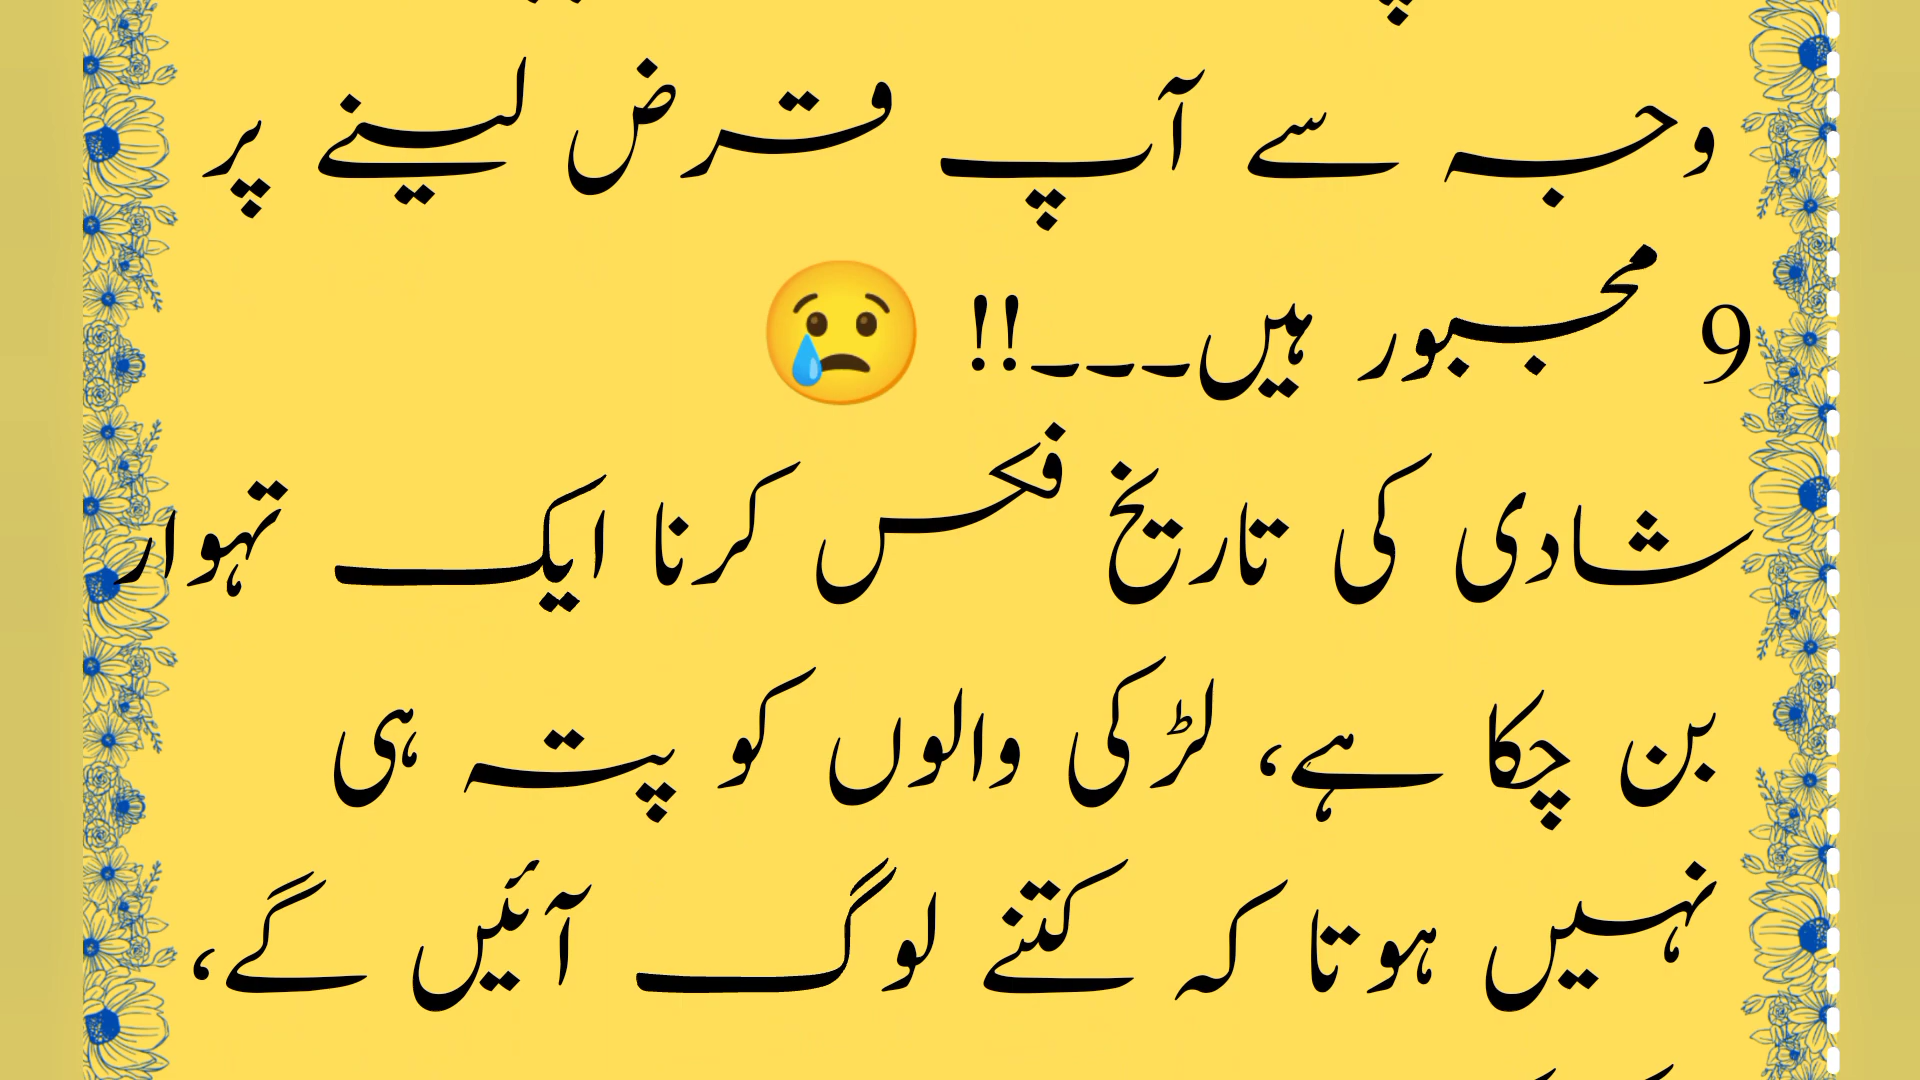 وجہ سے آپ قرض لینے پر
9 مجبور ہیں۔۔۔!! 😢
شادی کی تاریخ فکس کرنا ایک تہوار
بن چکا ہے، لڑکی والوں کو پتہ ہی
نہیں ہوتا کہ کتنے لوگ آئیں گے،